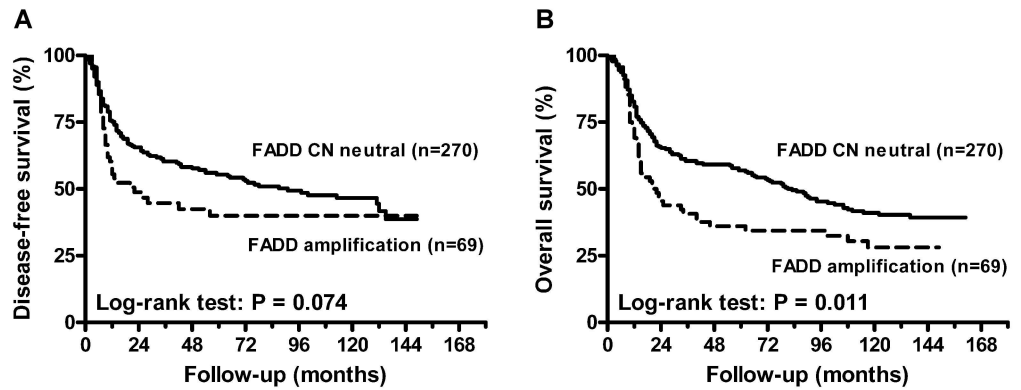 A
Disease-free survival (%)
100
75
50
25
0
FADD CN neutral (n=270)
FADD amplification (n=69)
Log-rank test: P = 0.074
0 24 48 72 96 120 144 168
Follow-up (months)
B
Overall survival (%)
100
75
50
25
0
FADD CN neutral (n=270)
FADD amplification (n=69)
Log-rank test: P = 0.011
0 24 48 72 96 120 144 168
Follow-up (months)